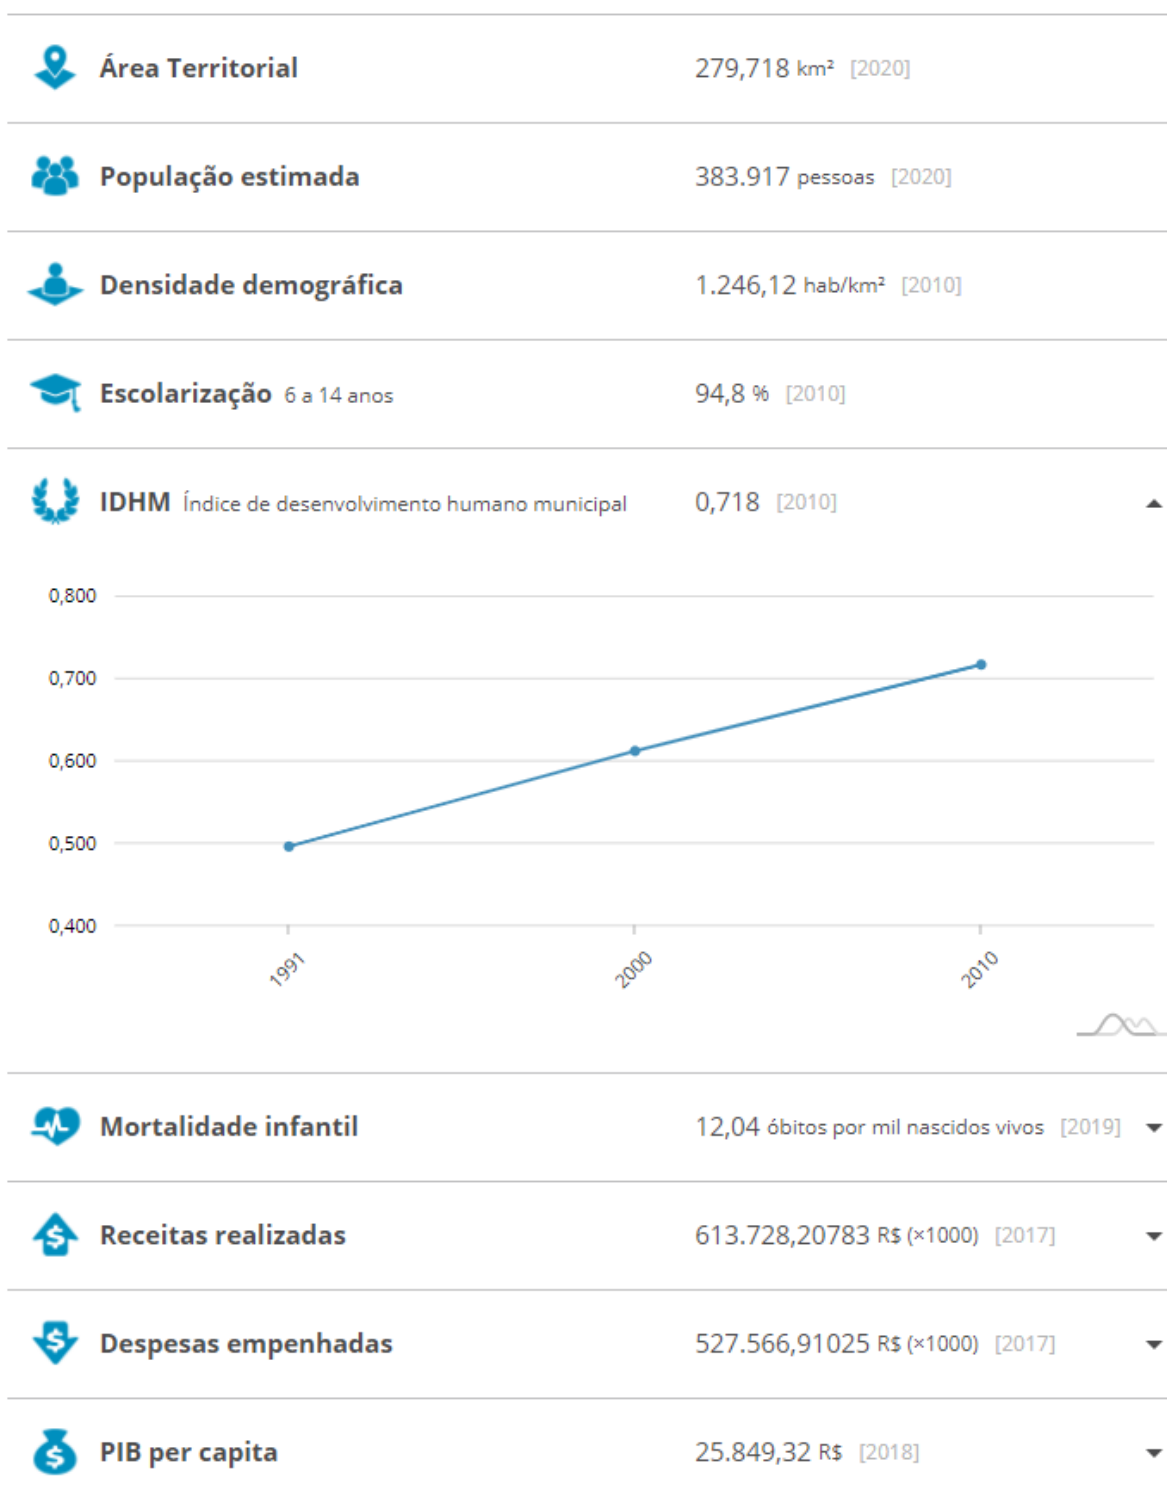 Área Territorial 279,718 km² [2020]
População estimada 383.917 pessoas [2020]
Densidade demográfica 1.246,12 hab/km² [2010]
Escolarização 6 a 14 anos 94,8 % [2010]
IDHM Índice de desenvolvimento humano municipal 0,718 [2010]
0,800
0,700
0,600
0,500
0,400
1991 2000 2010
Mortalidade infantil 12,04 óbitos por mil nascidos vivos [2019]
Receitas realizadas 613.728,20783 R$ (×1000) [2017]
Despesas empenhadas 527.566,91025 R$ (×1000) [2017]
PIB per capita 25.849,32 R$ [2018]